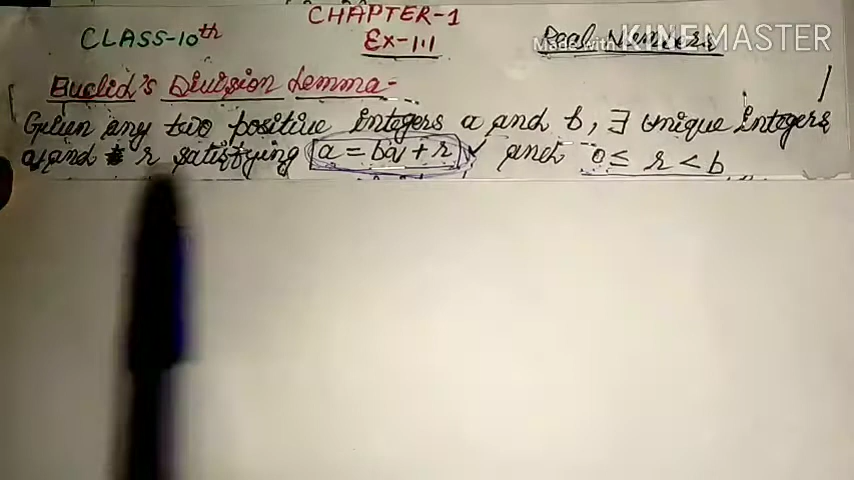 CHAPTER-1
CLASS-10th
Ex-1.1
Real Numbers
Made with KINEMASTER
Euclid's Division Lemma-
Given any two positive integers a and b, ∃ unique integers
q and r satisfying a = bq + r and 0 ≤ r < b